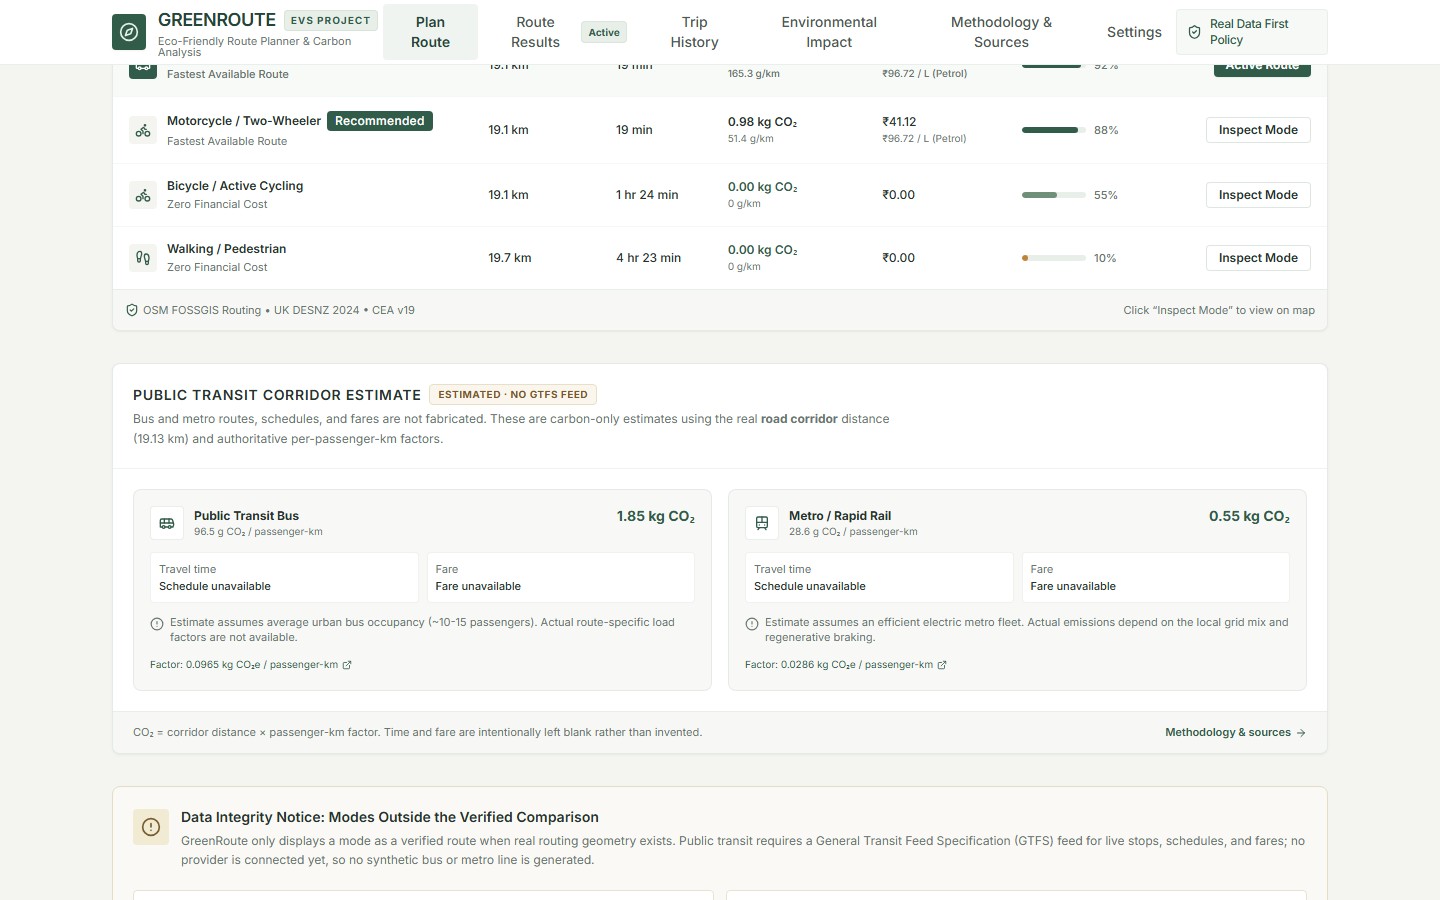 GREENROUTE EVS PROJECT
Eco-Friendly Route Planner & Carbon
Analysis
Plan
Route
Route
Results
Active
Trip
History
Environmental
Impact
Methodology &
Sources
Settings
Real Data First
Policy
Fastest Available Route
19.1 km
19 min
165.3 g/km
₹96.72 / L (Petrol)
92%
Active Route
Motorcycle / Two-Wheeler Recommended
Fastest Available Route
19.1 km
19 min
0.98 kg CO₂
51.4 g/km
₹41.12
₹96.72 / L (Petrol)
88%
Inspect Mode
Bicycle / Active Cycling
Zero Financial Cost
19.1 km
1 hr 24 min
0.00 kg CO₂
0 g/km
₹0.00
55%
Inspect Mode
Walking / Pedestrian
Zero Financial Cost
19.7 km
4 hr 23 min
0.00 kg CO₂
0 g/km
₹0.00
10%
Inspect Mode
OSM FOSSGIS Routing • UK DESNZ 2024 • CEA v19
Click “Inspect Mode” to view on map
PUBLIC TRANSIT CORRIDOR ESTIMATE ESTIMATED · NO GTFS FEED
Bus and metro routes, schedules, and fares are not fabricated. These are carbon-only estimates using the real road corridor distance
(19.13 km) and authoritative per-passenger-km factors.
Public Transit Bus
96.5 g CO₂ / passenger-km
1.85 kg CO₂
Travel time
Schedule unavailable
Fare
Fare unavailable
Estimate assumes average urban bus occupancy (~10-15 passengers). Actual route-specific load
factors are not available.
Factor: 0.0965 kg CO₂e / passenger-km
Metro / Rapid Rail
28.6 g CO₂ / passenger-km
0.55 kg CO₂
Travel time
Schedule unavailable
Fare
Fare unavailable
Estimate assumes an efficient electric metro fleet. Actual emissions depend on the local grid mix and
regenerative braking.
Factor: 0.0286 kg CO₂e / passenger-km
CO₂ = corridor distance × passenger-km factor. Time and fare are intentionally left blank rather than invented.
Methodology & sources →
Data Integrity Notice: Modes Outside the Verified Comparison
GreenRoute only displays a mode as a verified route when real routing geometry exists. Public transit requires a General Transit Feed Specification (GTFS) feed for live stops, schedules, and fares; no
provider is connected yet, so no synthetic bus or metro line is generated.